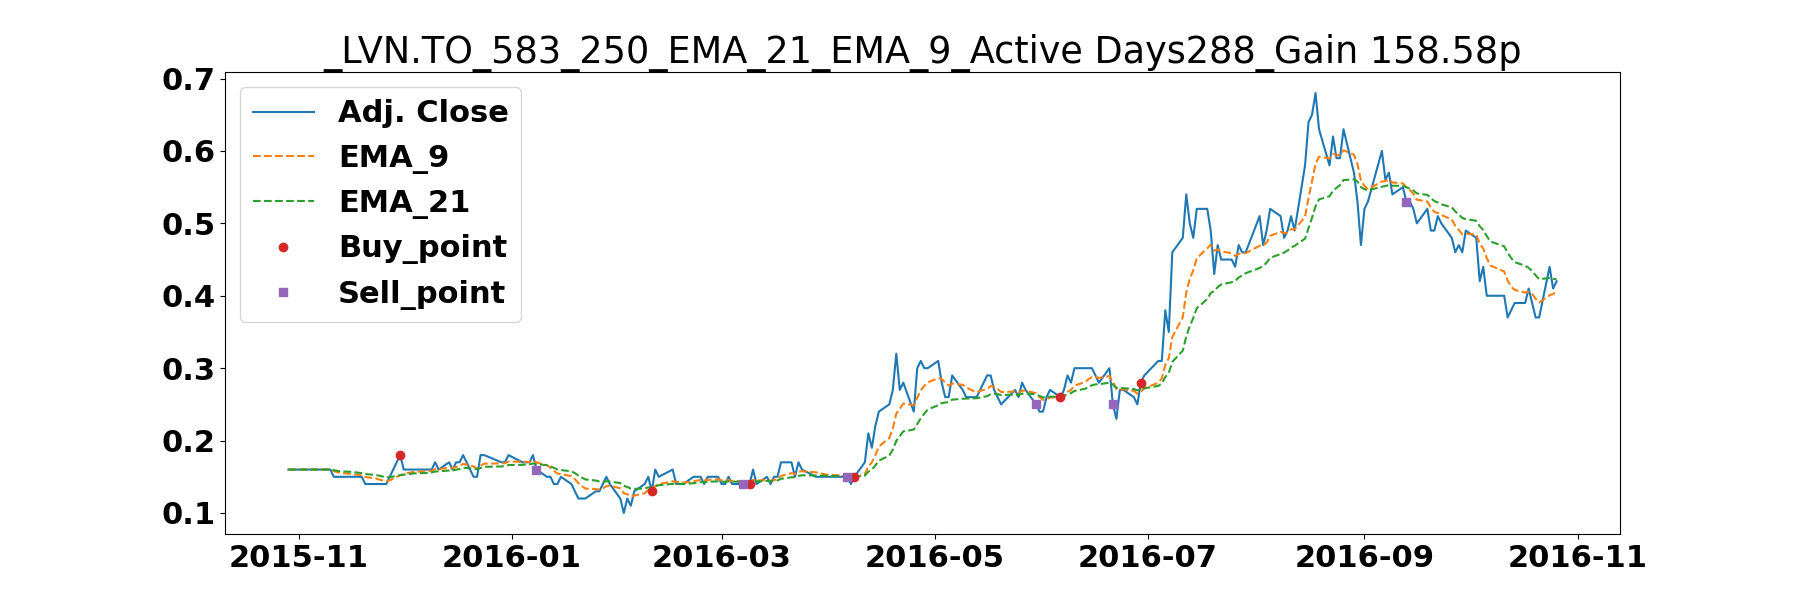 _LVN.TO_583_250_EMA_21_EMA_9_Active Days288_Gain 158.58p
0.7
0.6
0.5
0.4
0.3
0.2
0.1
Adj. Close
EMA_9
EMA_21
Buy_point
Sell_point
2015-11 2016-01 2016-03 2016-05 2016-07 2016-09 2016-11